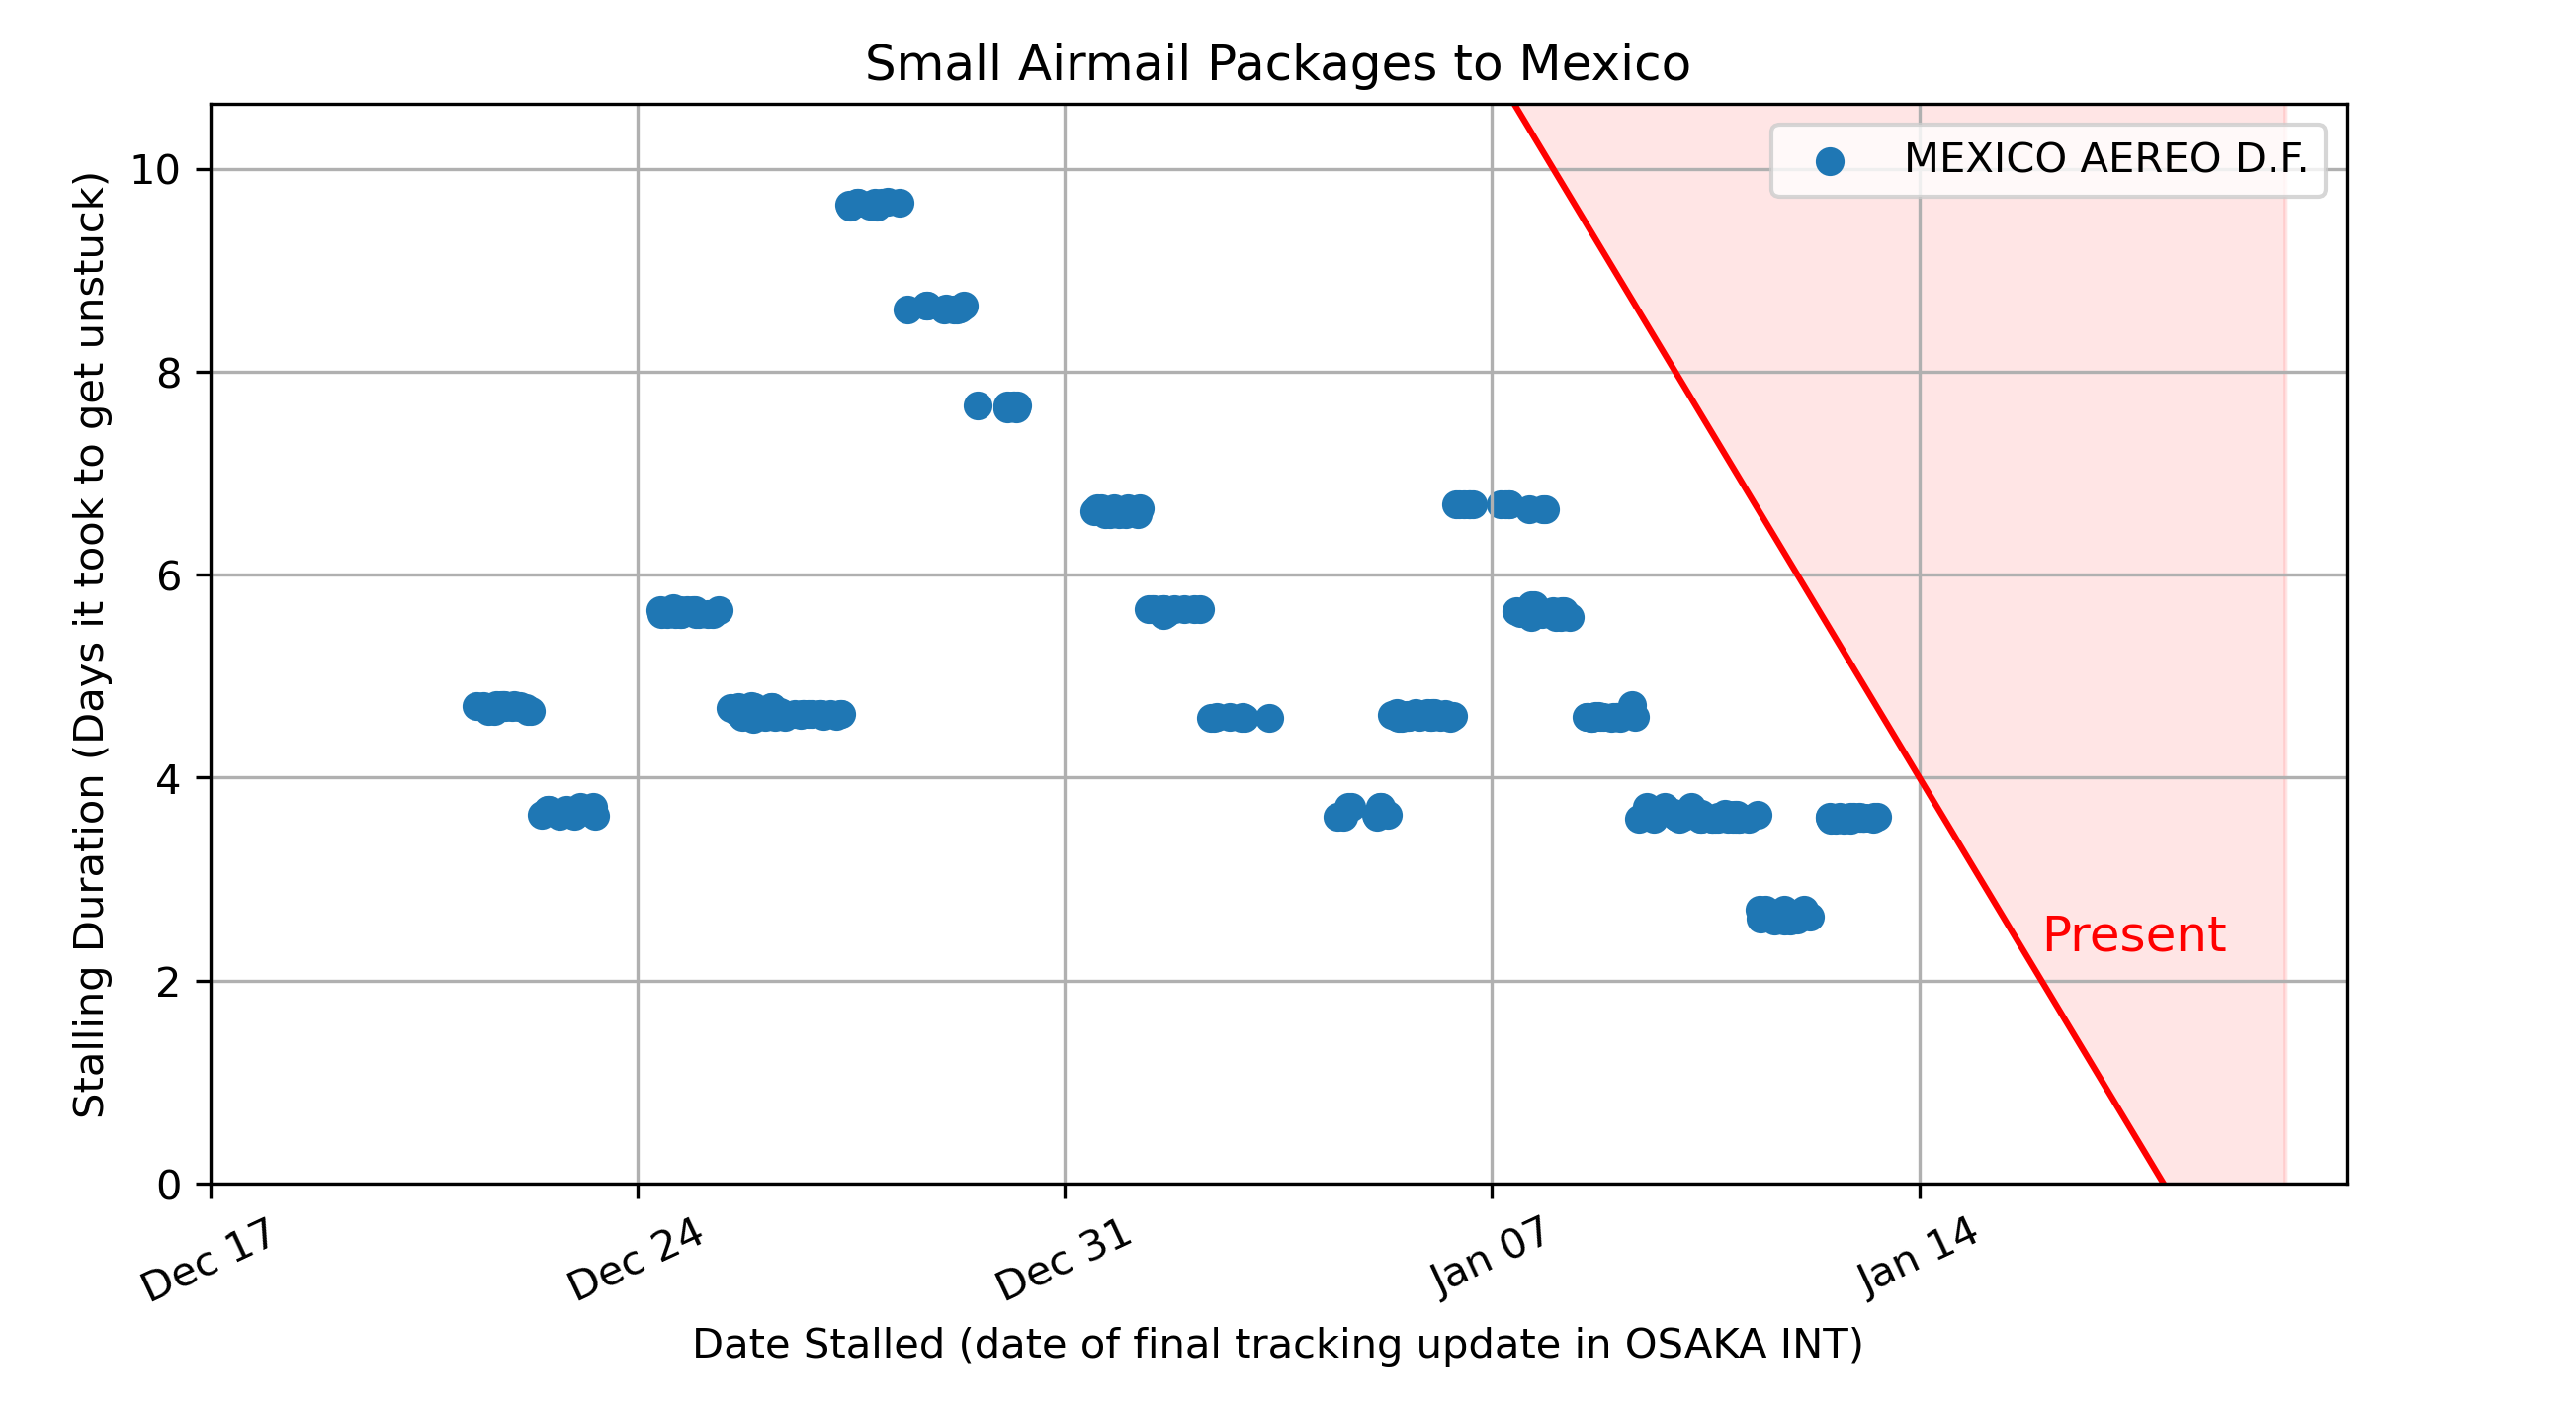 Small Airmail Packages to Mexico
MEXICO AEREO D.F.
Stalling Duration (Days it took to get unstuck)
10
8
6
4
2
0
Present
Dec 17
Dec 24
Dec 31
Jan 07
Jan 14
Date Stalled (date of final tracking update in OSAKA INT)